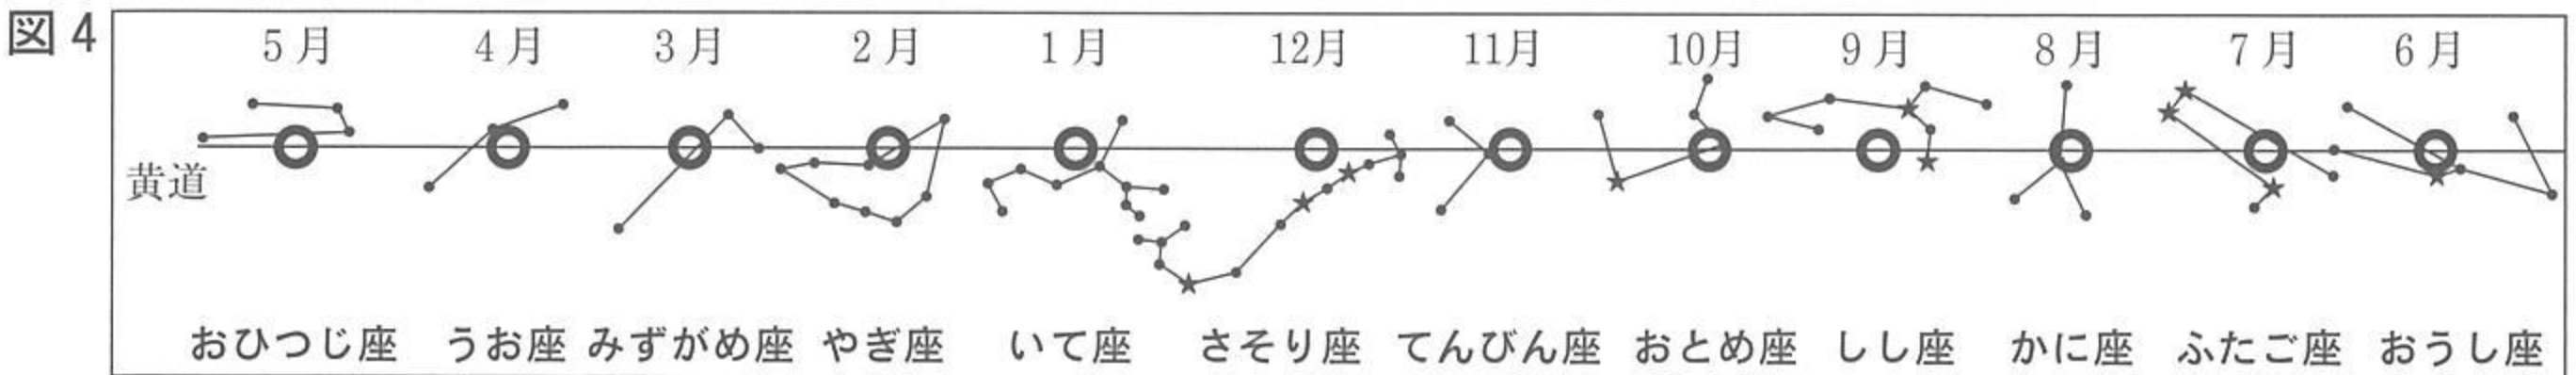 図4
5月 4月 3月 2月 1月 12月 11月 10月 9月 8月 7月 6月
黄道
おひつじ座 うお座 みずがめ座 やぎ座 いて座 さそり座 てんびん座 おとめ座 しし座 かに座 ふたご座 おうし座